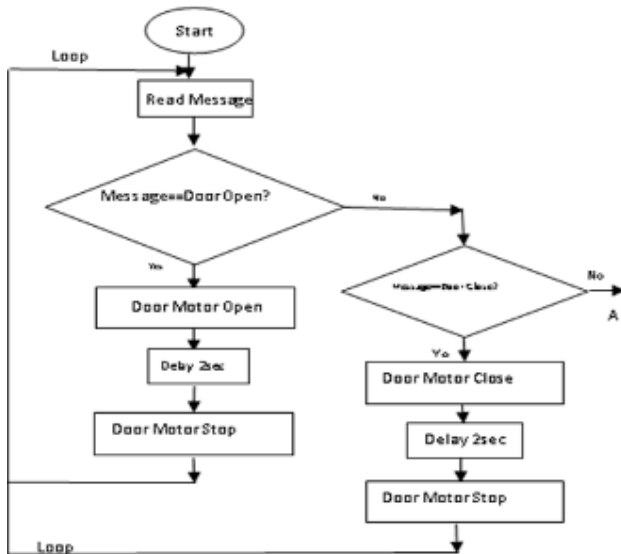 Start
Loop
Read Message
Message==Door Open?
No
Yes
Door Motor Open
No
A
Door Motor Close
Delay 2sec
Door Motor Stop
Delay 2sec
Door Motor Stop
Loop